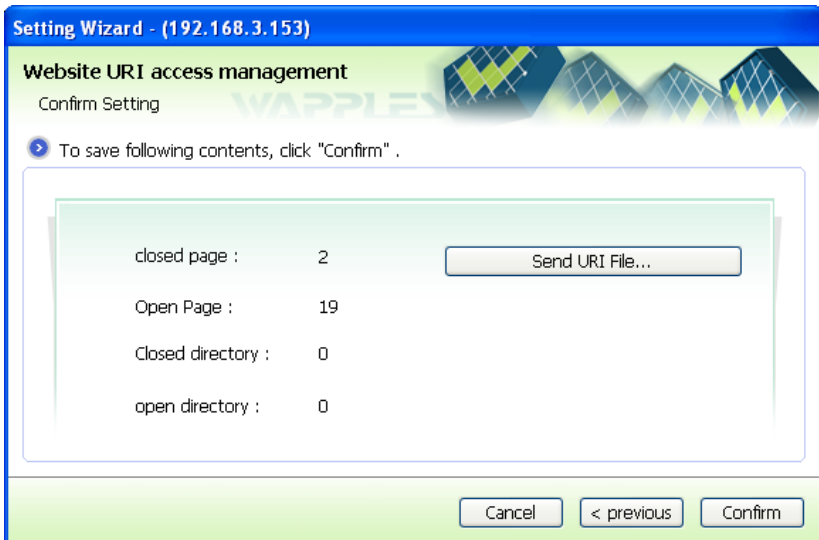 Setting Wizard - (192.168.3.153)
Website URI access management
Confirm Setting
WAPPLES
To save following contents, click "Confirm" .
closed page : 2 Send URI File...
Open Page : 19
Closed directory : 0
open directory : 0
Cancel < previous Confirm